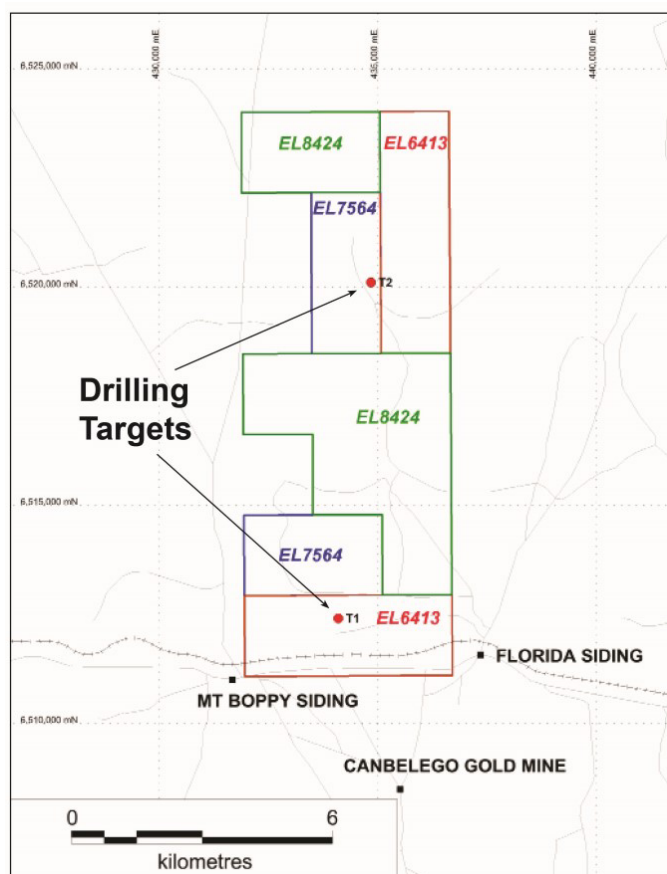 430,000 mE
435,000 mE
440,000 mE
6,525,000 mN
EL8424
EL6413
EL7564
T2
6,520,000 mN
Drilling
Targets
EL8424
6,515,000 mN
EL7564
T1
EL6413
FLORIDA SIDING
MT BOPPY SIDING
6,510,000 mN
CANBELEGO GOLD MINE
0
6
kilometres